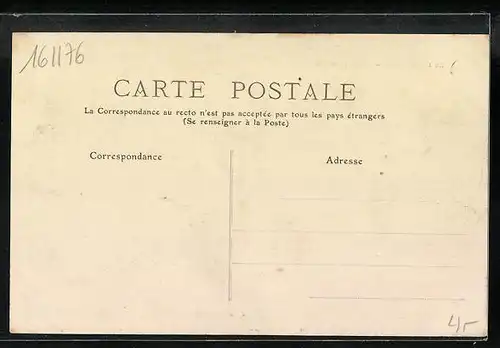 161176
CARTE POSTALE
La Correspondance au recto n'est pas acceptée par tous les pays étrangers
(Se renseigner à la Poste)
Correspondance
Adresse